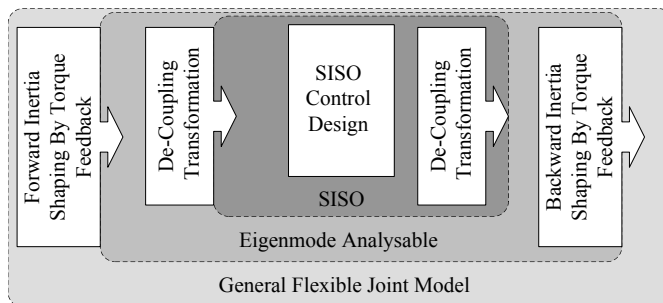 Forward Inertia
Shaping By Torque
Feedback
De-Coupling
Transformation
SISO
Control
Design
De-Coupling
Transformation
Backward Inertia
Shaping By Torque
Feedback
SISO
Eigenmode Analysable
General Flexible Joint Model